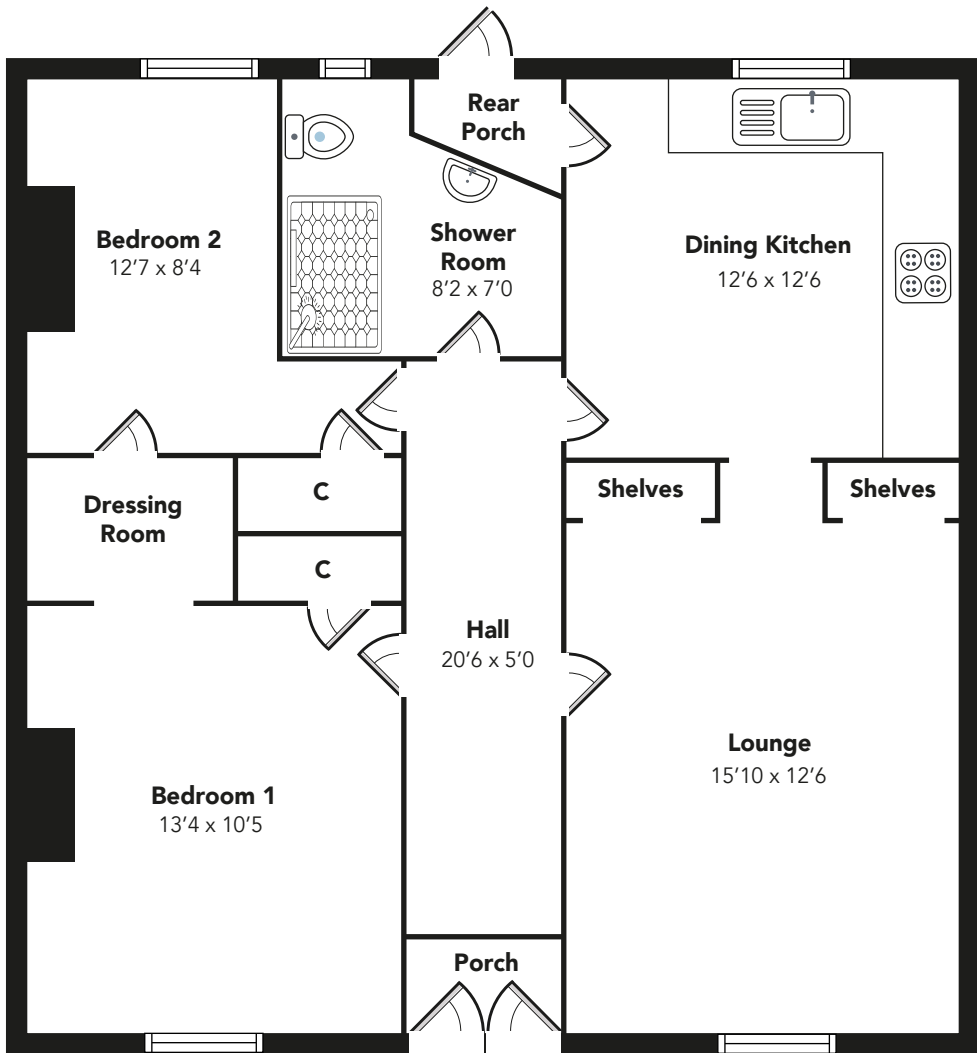 Rear
Porch
Bedroom 2
12’7 x 8’4
Shower
Room
8’2 x 7’0
Dining Kitchen
12’6 x 12’6
Dressing
Room
C
C
Shelves
Shelves
Hall
20’6 x 5’0
Lounge
15’10 x 12’6
Bedroom 1
13’4 x 10’5
Porch